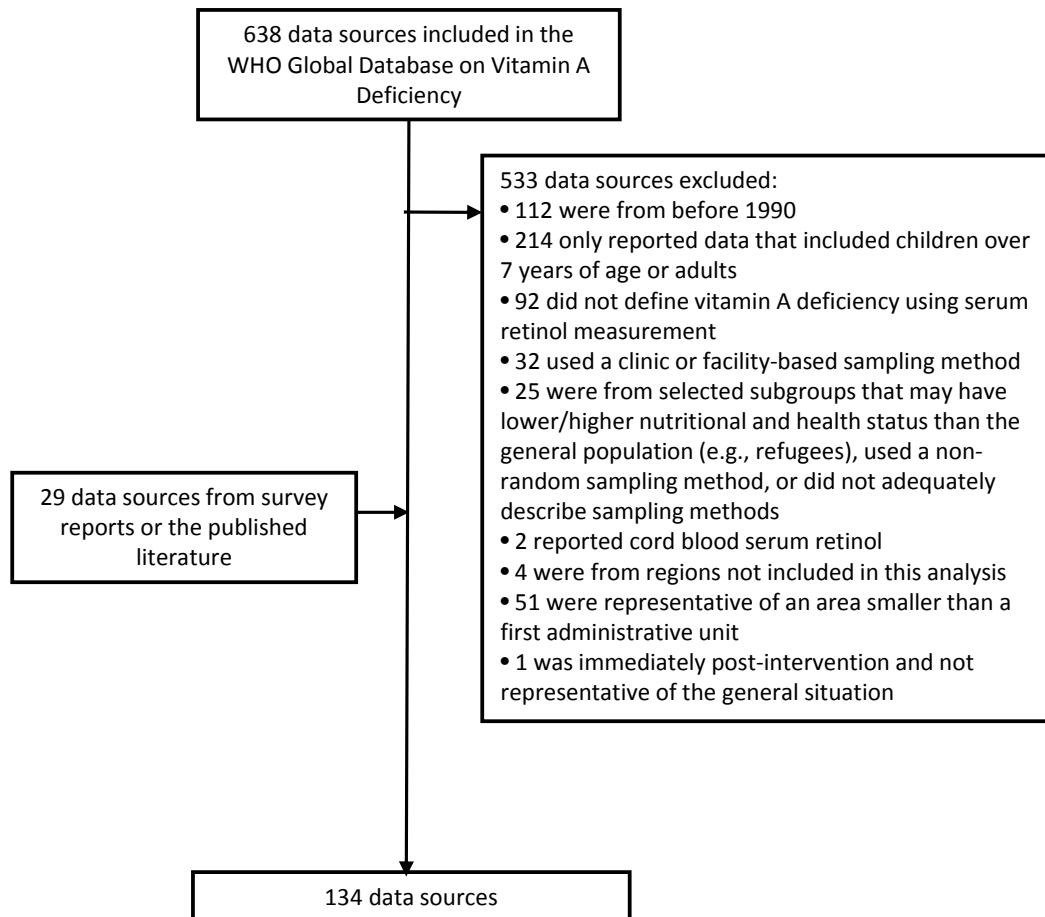 638 data sources included in the
WHO Global Database on Vitamin A
Deficiency
533 data sources excluded:
• 112 were from before 1990
• 214 only reported data that included children over
7 years of age or adults
• 92 did not define vitamin A deficiency using serum
retinol measurement
• 32 used a clinic or facility-based sampling method
• 25 were from selected subgroups that may have
lower/higher nutritional and health status than the
general population (e.g., refugees), used a non-
random sampling method, or did not adequately
describe sampling methods
• 2 reported cord blood serum retinol
• 4 were from regions not included in this analysis
• 51 were representative of an area smaller than a
first administrative unit
• 1 was immediately post-intervention and not
representative of the general situation
29 data sources from survey
reports or the published
literature
134 data sources